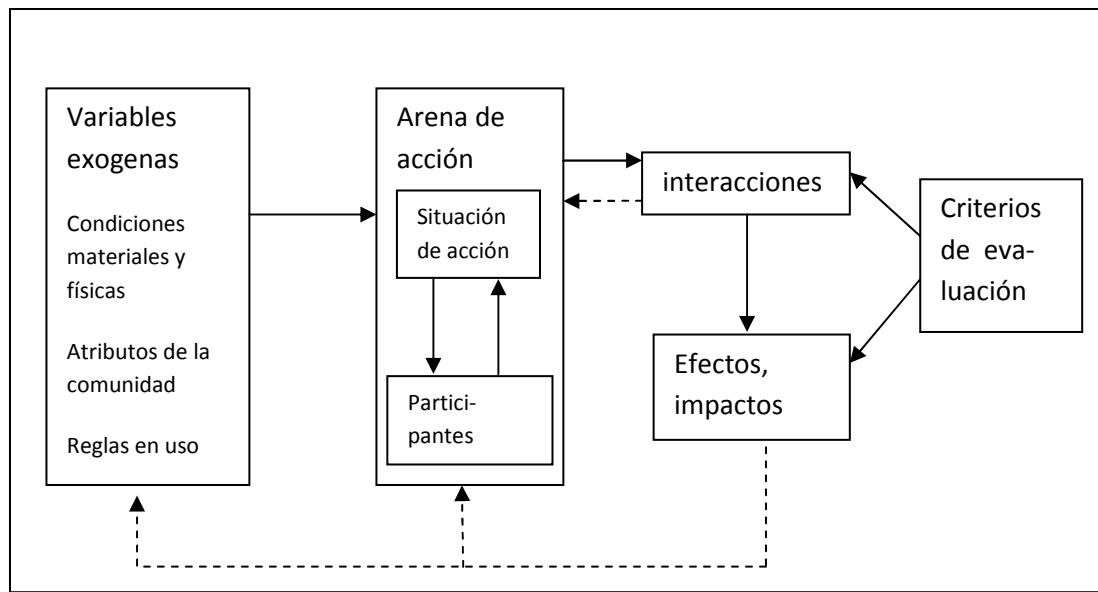 Variables
exogenas
Condiciones
materiales y
físicas
Atributos de la
comunidad
Reglas en uso
Arena de
acción
Situación
de acción
Partici-
pantes
interacciones
Efectos,
impactos
Criterios
de eva-
luación